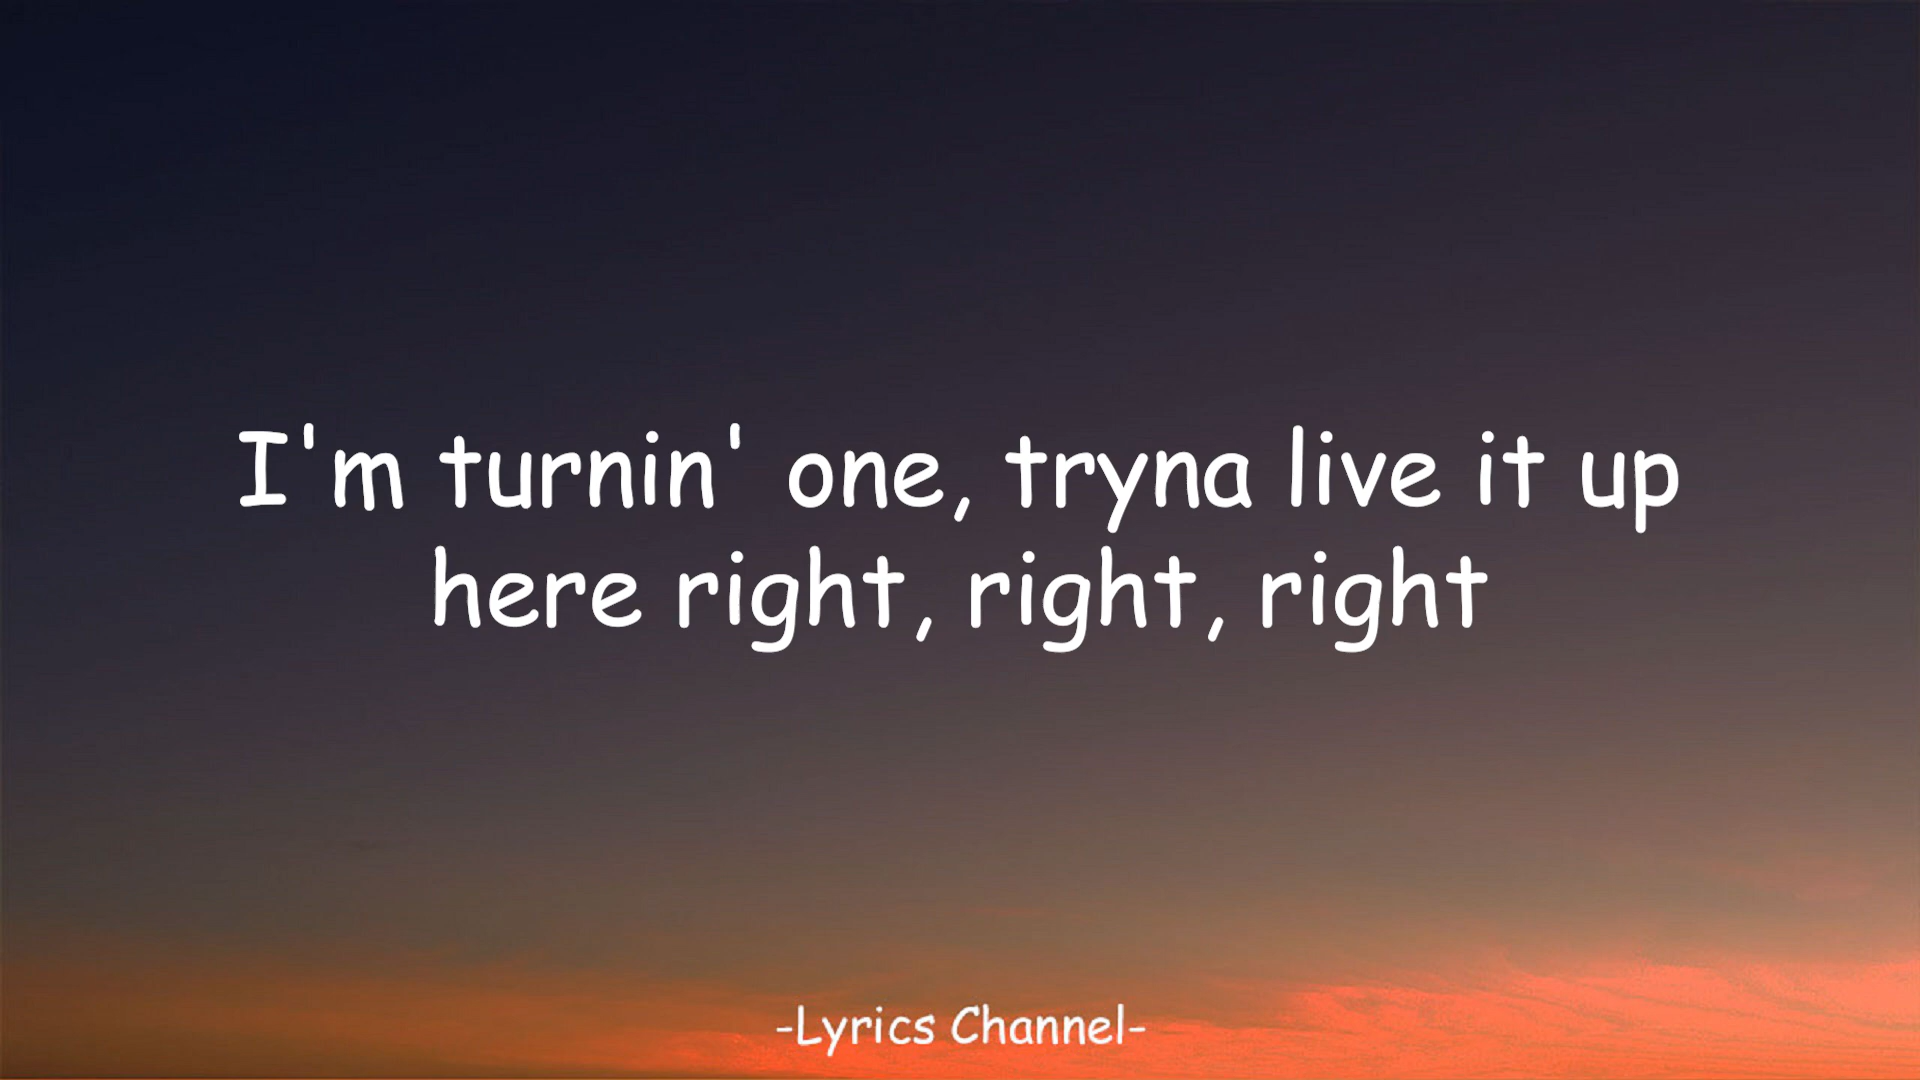 I'm turnin' one, tryna live it up
here right, right, right
-Lyrics Channel-